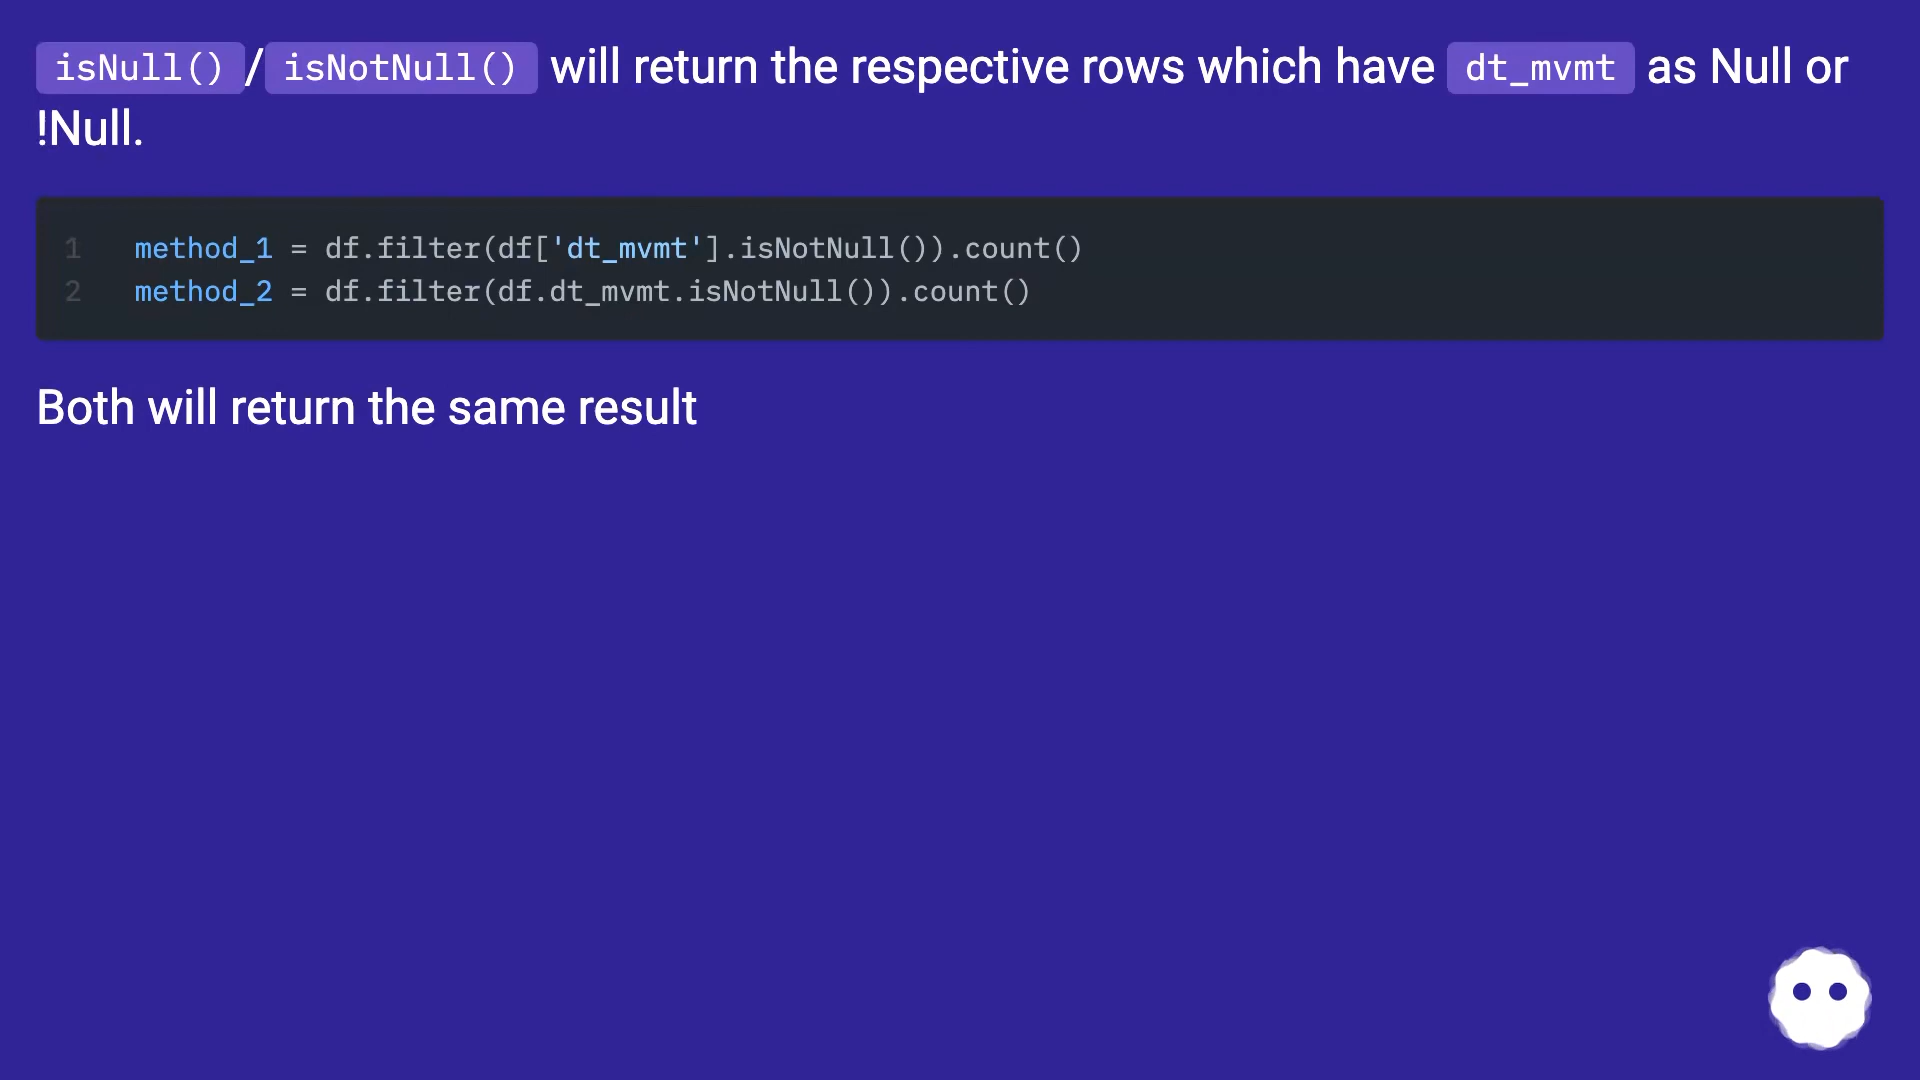 isNull()/isNotNull() will return the respective rows which have dt_mvmt as Null or
!Null.
1 method_1 = df.filter(df['dt_mvmt'].isNotNull()).count()
2 method_2 = df.filter(df.dt_mvmt.isNotNull()).count()
Both will return the same result